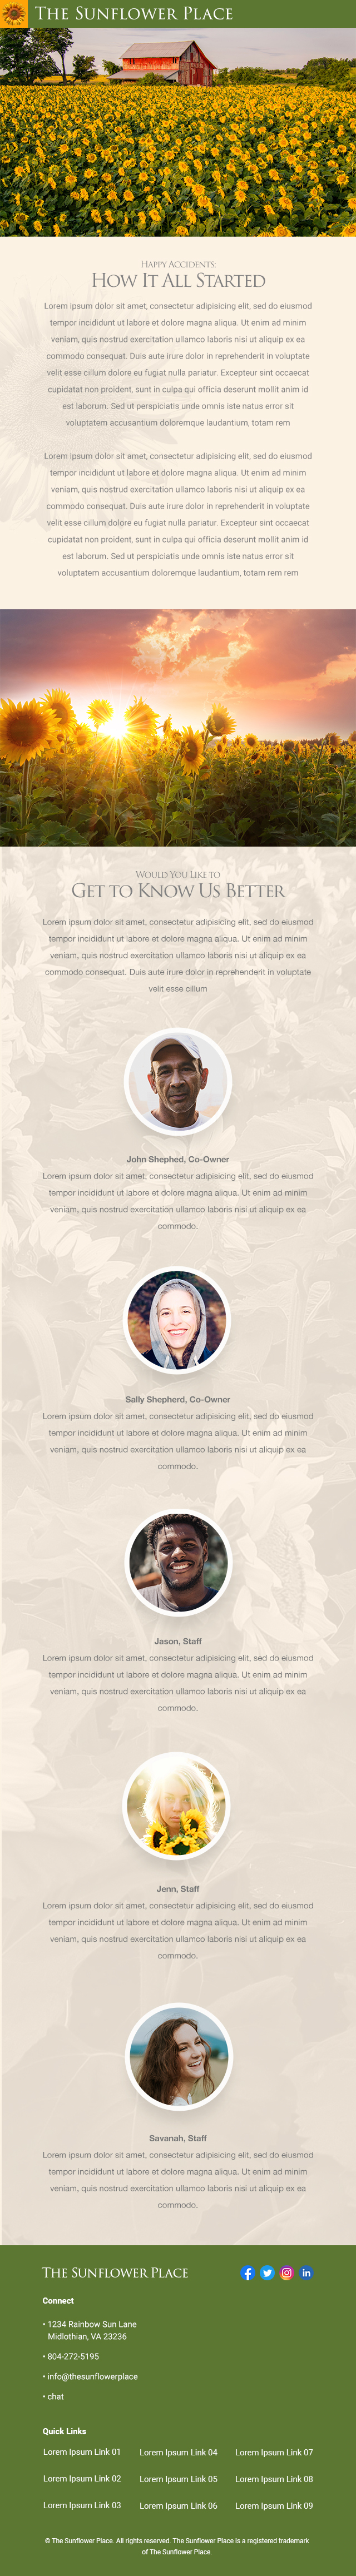 The Sunflower Place
Happy Accidents:
How It All Started
Lorem ipsum dolor sit amet, consectetur adipisicing elit, sed do eiusmod
tempor incididunt ut labore et dolore magna aliqua. Ut enim ad minim
veniam, quis nostrud exercitation ullamco laboris nisi ut aliquip ex ea
commodo consequat. Duis aute irure dolor in reprehenderit in voluptate
velit esse cillum dolore eu fugiat nulla pariatur. Excepteur sint occaecat
cupidatat non proident, sunt in culpa qui officia deserunt mollit anim id
est laborum. Sed ut perspiciatis unde omnis iste natus error sit
voluptatem accusantium doloremque laudantium, totam rem
Lorem ipsum dolor sit amet, consectetur adipisicing elit, sed do eiusmod
tempor incididunt ut labore et dolore magna aliqua. Ut enim ad minim
veniam, quis nostrud exercitation ullamco laboris nisi ut aliquip ex ea
commodo consequat. Duis aute irure dolor in reprehenderit in voluptate
velit esse cillum dolore eu fugiat nulla pariatur. Excepteur sint occaecat
cupidatat non proident, sunt in culpa qui officia deserunt mollit anim id
est laborum. Sed ut perspiciatis unde omnis iste natus error sit
voluptatem accusantium doloremque laudantium, totam rem rem
Would You Like to
Get to Know Us Better
Lorem ipsum dolor sit amet, consectetur adipisicing elit, sed do eiusmod
tempor incididunt ut labore et dolore magna aliqua. Ut enim ad minim
veniam, quis nostrud exercitation ullamco laboris nisi ut aliquip ex ea
commodo consequat. Duis aute irure dolor in reprehenderit in voluptate
velit esse cillum
John Shephed, Co-Owner
Lorem ipsum dolor sit amet, consectetur adipisicing elit, sed do eiusmod
tempor incididunt ut labore et dolore magna aliqua. Ut enim ad minim
veniam, quis nostrud exercitation ullamco laboris nisi ut aliquip ex ea
commodo.
Sally Shepherd, Co-Owner
Lorem ipsum dolor sit amet, consectetur adipisicing elit, sed do eiusmod
tempor incididunt ut labore et dolore magna aliqua. Ut enim ad minim
veniam, quis nostrud exercitation ullamco laboris nisi ut aliquip ex ea
commodo.
Jason, Staff
Lorem ipsum dolor sit amet, consectetur adipisicing elit, sed do eiusmod
tempor incididunt ut labore et dolore magna aliqua. Ut enim ad minim
veniam, quis nostrud exercitation ullamco laboris nisi ut aliquip ex ea
commodo.
Jenn, Staff
Lorem ipsum dolor sit amet, consectetur adipisicing elit, sed do eiusmod
tempor incididunt ut labore et dolore magna aliqua. Ut enim ad minim
veniam, quis nostrud exercitation ullamco laboris nisi ut aliquip ex ea
commodo.
Savanah, Staff
Lorem ipsum dolor sit amet, consectetur adipisicing elit, sed do eiusmod
tempor incididunt ut labore et dolore magna aliqua. Ut enim ad minim
veniam, quis nostrud exercitation ullamco laboris nisi ut aliquip ex ea
commodo.
The Sunflower Place
Connect
• 1234 Rainbow Sun Lane
Midlothian, VA 23236
• 804-272-5195
• info@thesunflowerplace
• chat
Quick Links
Lorem Ipsum Link 01 Lorem Ipsum Link 04 Lorem Ipsum Link 07
Lorem Ipsum Link 02 Lorem Ipsum Link 05 Lorem Ipsum Link 08
Lorem Ipsum Link 03 Lorem Ipsum Link 06 Lorem Ipsum Link 09
© The Sunflower Place. All rights reserved. The Sunflower Place is a registered trademark
of The Sunflower Place.